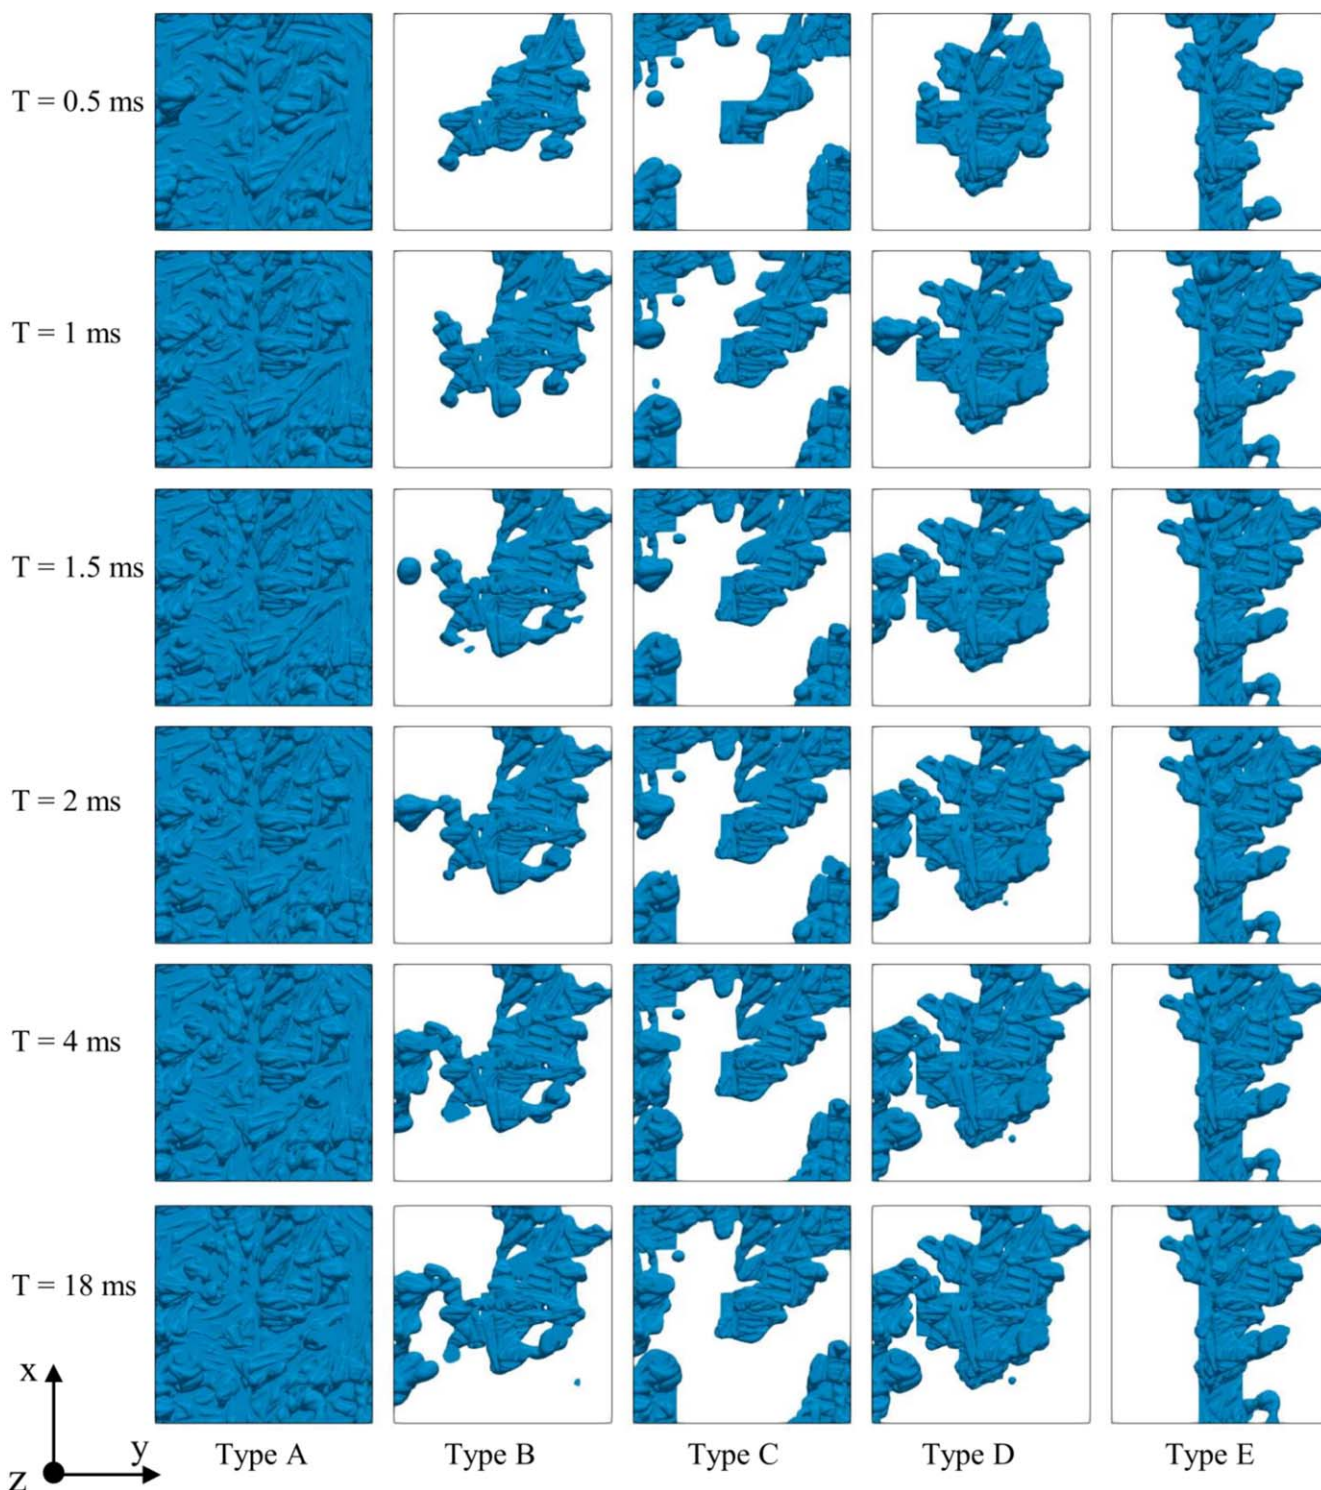 T = 0.5 ms
T = 1 ms
T = 1.5 ms
T = 2 ms
T = 4 ms
T = 18 ms
x
y
z
Type A
Type B
Type C
Type D
Type E